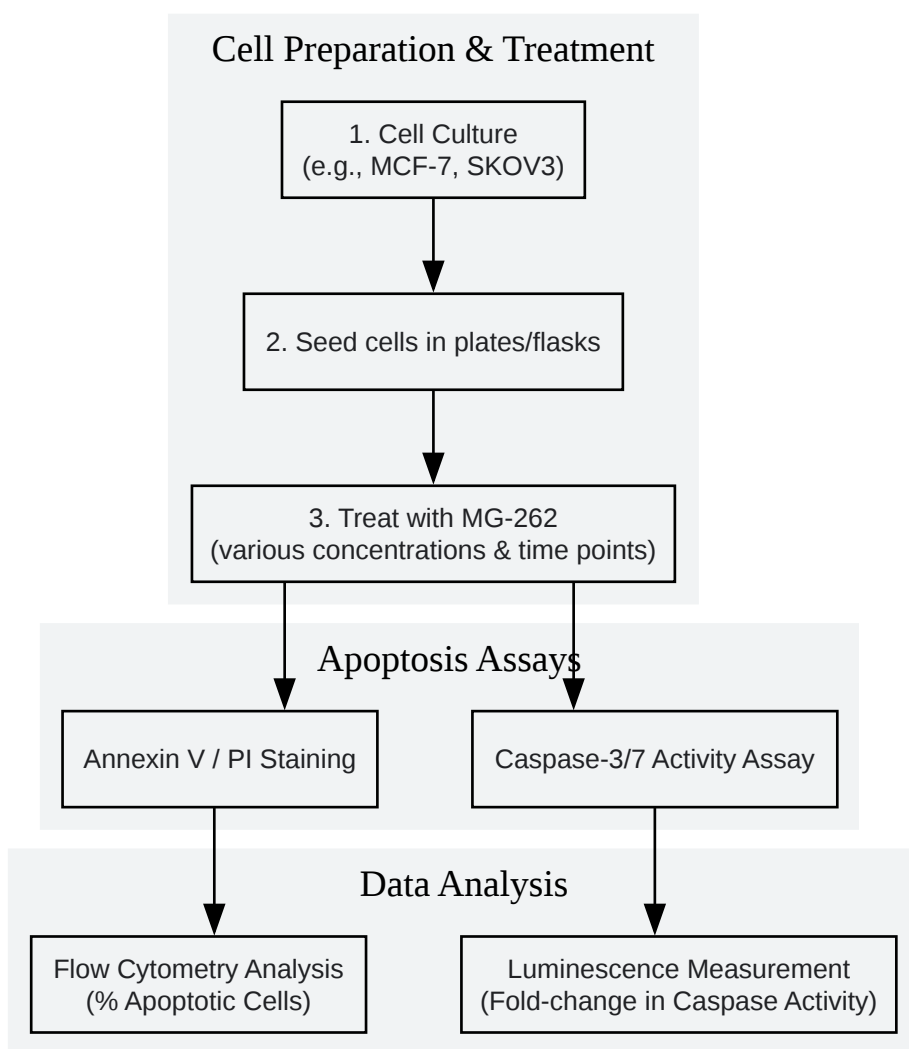 Cell Preparation & Treatment
1. Cell Culture
(e.g., MCF-7, SKOV3)
2. Seed cells in plates/flasks
3. Treat with MG-262
(various concentrations & time points)
Apoptosis Assays
Annexin V / PI Staining
Caspase-3/7 Activity Assay
Data Analysis
Flow Cytometry Analysis
(% Apoptotic Cells)
Luminescence Measurement
(Fold-change in Caspase Activity)